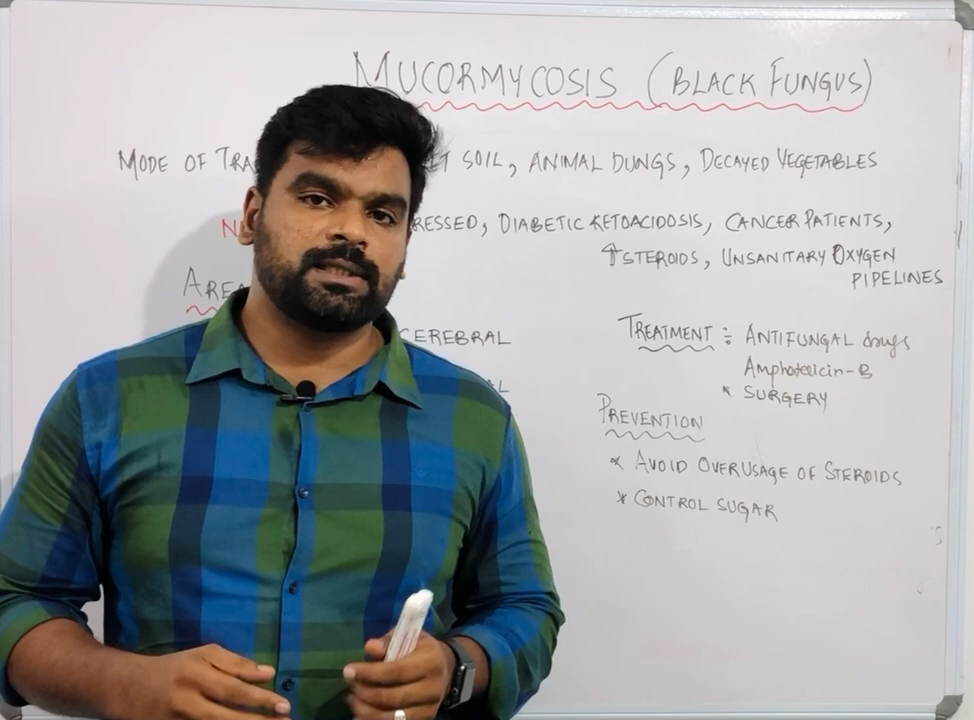 MUCORMYCOSIS (BLACK FUNGUS)
MODE OF TRA SOIL, ANIMAL DUNGS, DECAYED VEGETABLES
RESSED, DIABETIC KETOACIDOSIS, CANCER PATIENTS,
↑ STEROIDS, UNSANITARY OXYGEN
PIPELINES
AREA
CEREBRAL
TREATMENT : ANTIFUNGAL drugs
Amphotericin-B
* SURGERY
PREVENTION
* AVOID OVERUSAGE OF STEROIDS
* CONTROL SUGAR